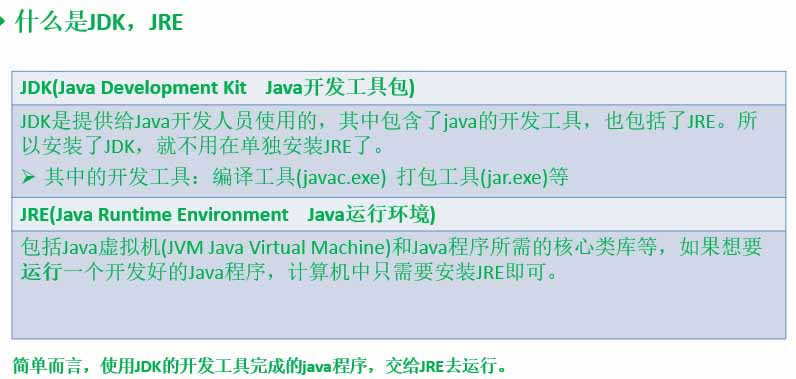 什么是JDK，JRE
JDK(Java Development Kit Java开发工具包)
JDK是提供给Java开发人员使用的，其中包含了java的开发工具，也包括了JRE。所
以安装了JDK，就不用在单独安装JRE了。
➢ 其中的开发工具：编译工具(javac.exe) 打包工具(jar.exe)等
JRE(Java Runtime Environment Java运行环境)
包括Java虚拟机(JVM Java Virtual Machine)和Java程序所需的核心类库等，如果想要
运行一个开发好的Java程序，计算机中只需要安装JRE即可。
简单而言，使用JDK的开发工具完成的java程序，交给JRE去运行。